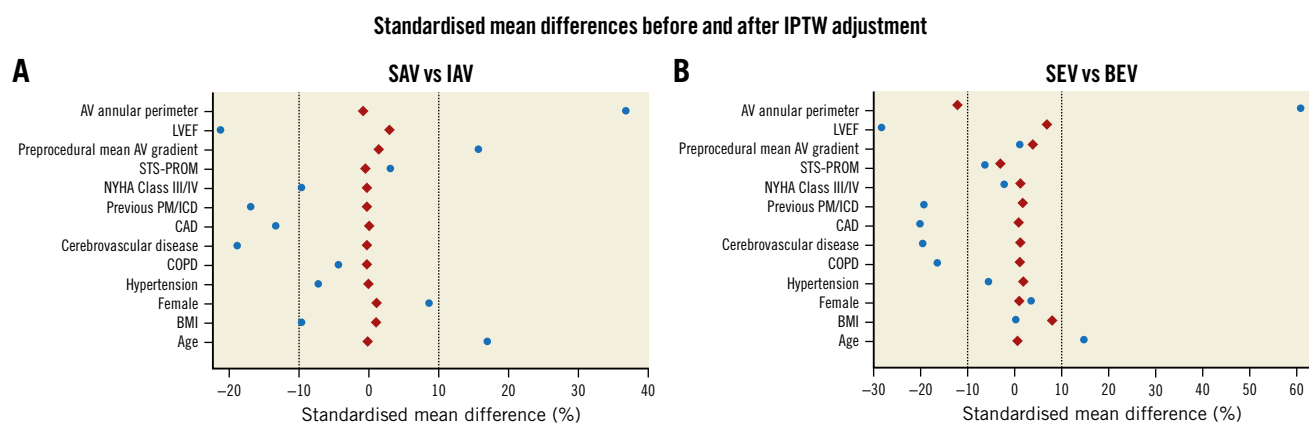 Standardised mean differences before and after IPTW adjustment
A
SAV vs IAV
AV annular perimeter
LVEF
Preprocedural mean AV gradient
STS-PROM
NYHA Class III/IV
Previous PM/ICD
CAD
Cerebrovascular disease
COPD
Hypertension
Female
BMI
Age
–20 –10 0 10 20 30 40
Standardised mean difference (%)
B
SEV vs BEV
AV annular perimeter
LVEF
Preprocedural mean AV gradient
STS-PROM
NYHA Class III/IV
Previous PM/ICD
CAD
Cerebrovascular disease
COPD
Hypertension
Female
BMI
Age
–30 –20 –10 0 10 20 30 40 50 60
Standardised mean difference (%)